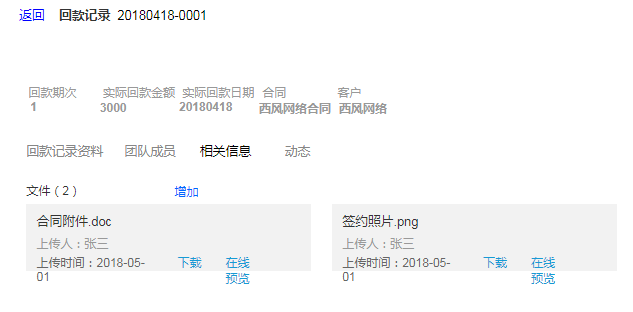 返回 回款记录 20180418-0001
回款期次 实际回款金额 实际回款日期 合同 客户
1 3000 20180418 西风网络合同 西风网络
回款记录资料 团队成员 相关信息 动态
文件（2） 增加
合同附件.doc 签约照片.png
上传人：张三 上传人：张三
上传时间：2018-05-01 下载 在线预览 上传时间：2018-05-01 下载 在线预览